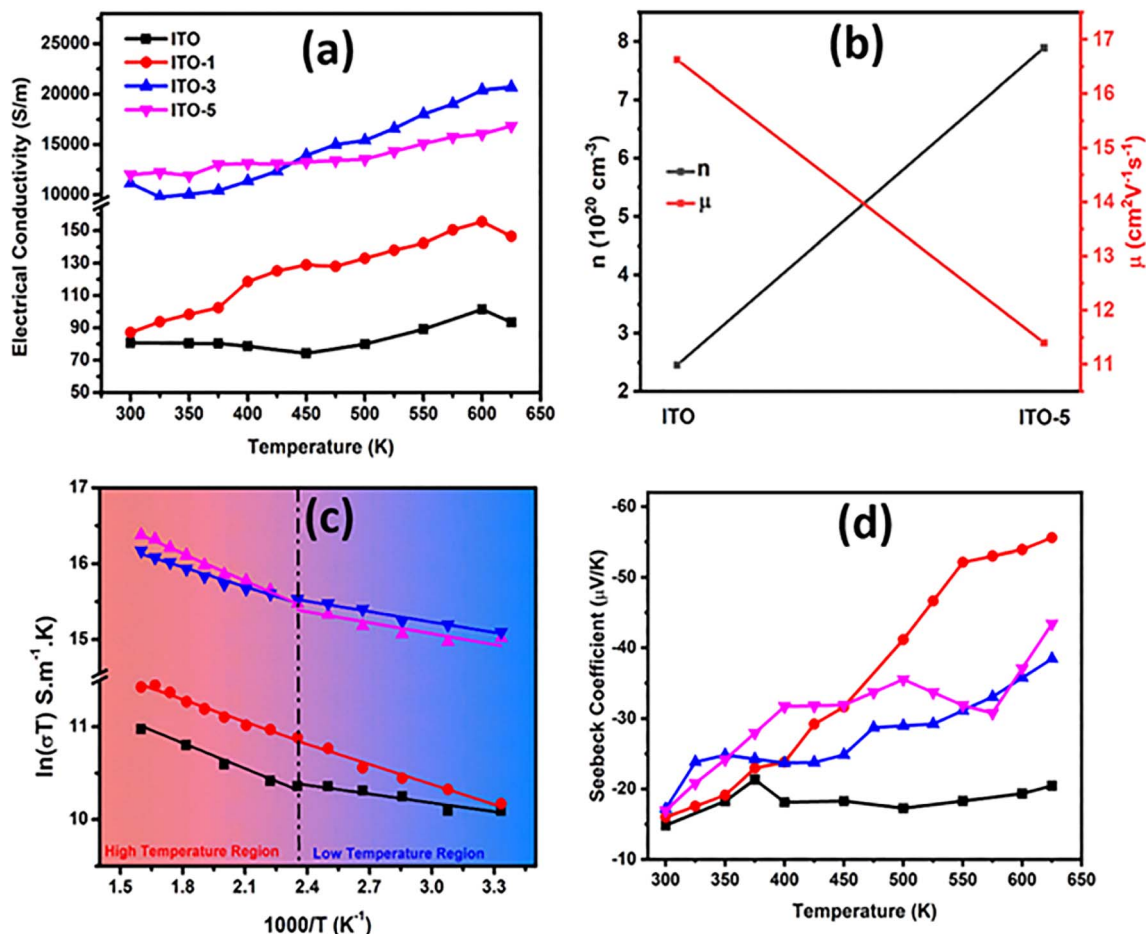 (a)
ITO
ITO-1
ITO-3
ITO-5
25000
20000
15000
10000
150
130
110
90
70
50
Electrical Conductivity (S/m)
300 350 400 450 500 550 600 650
Temperature (K)
(b)
n
μ
9
8
7
6
5
4
3
2
n (10²⁰ cm⁻³)
17
16
15
14
13
12
11
μ (cm²V⁻¹s⁻¹)
ITO ITO-5
(c)
17
16
15
11
10
ln(σT) S.m⁻¹.K
High Temperature Region
Low Temperature Region
1.5 1.8 2.1 2.4 2.7 3.0 3.3
1000/T (K⁻¹)
(d)
-60
-50
-40
-30
-20
-10
Seebeck Coefficient (μV/K)
300 350 400 450 500 550 600 650
Temperature (K)